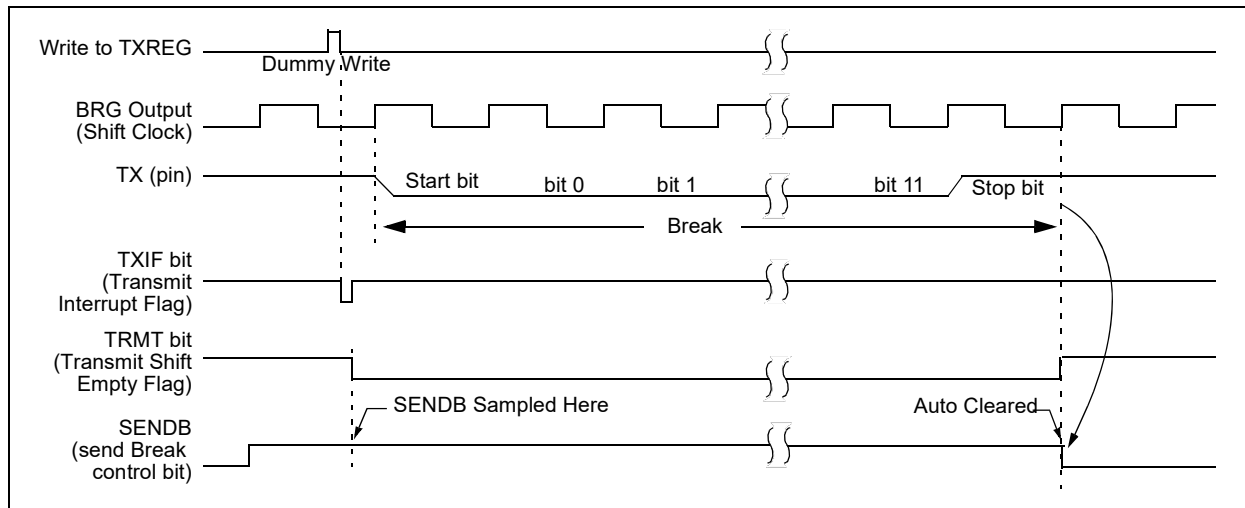 Write to TXREG
Dummy Write
BRG Output
(Shift Clock)
TX (pin)
Start bit
bit 0
bit 1
bit 11
Stop bit
Break
TXIF bit
(Transmit
Interrupt Flag)
TRMT bit
(Transmit Shift
Empty Flag)
SENDB Sampled Here
Auto Cleared
SENDB
(send Break
control bit)